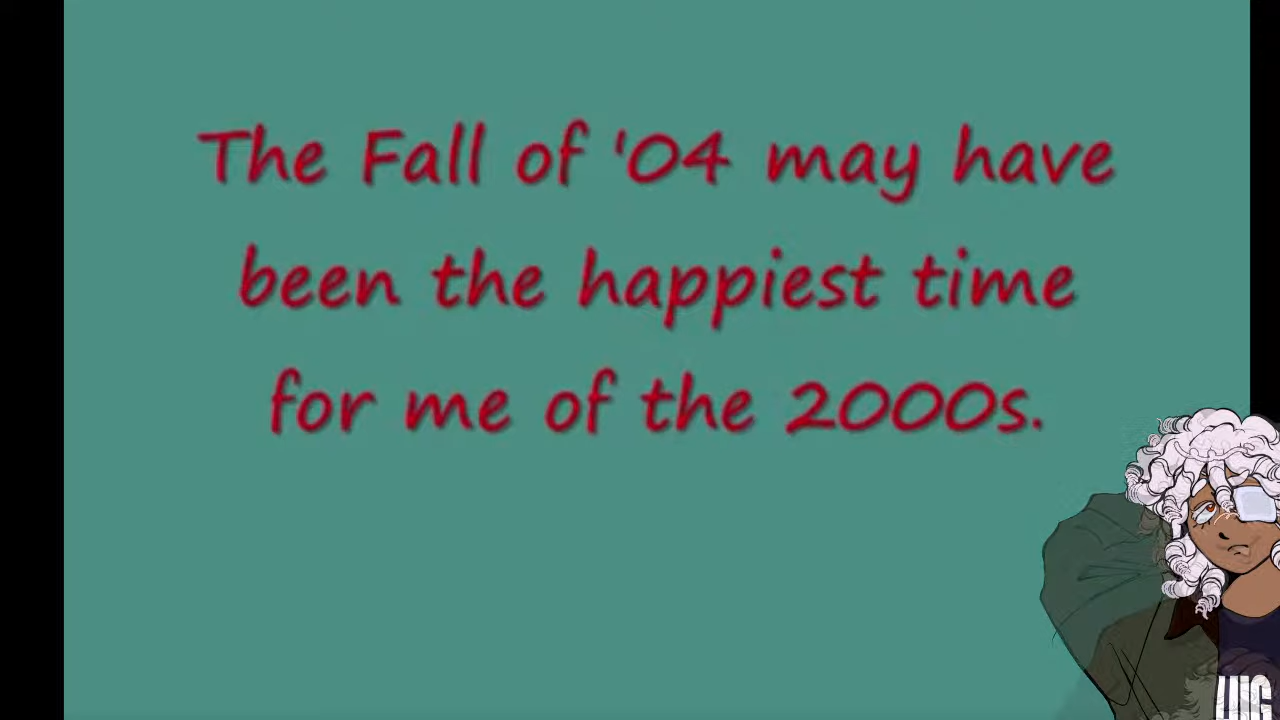 The Fall of '04 may have
been the happiest time
for me of the 2000s.